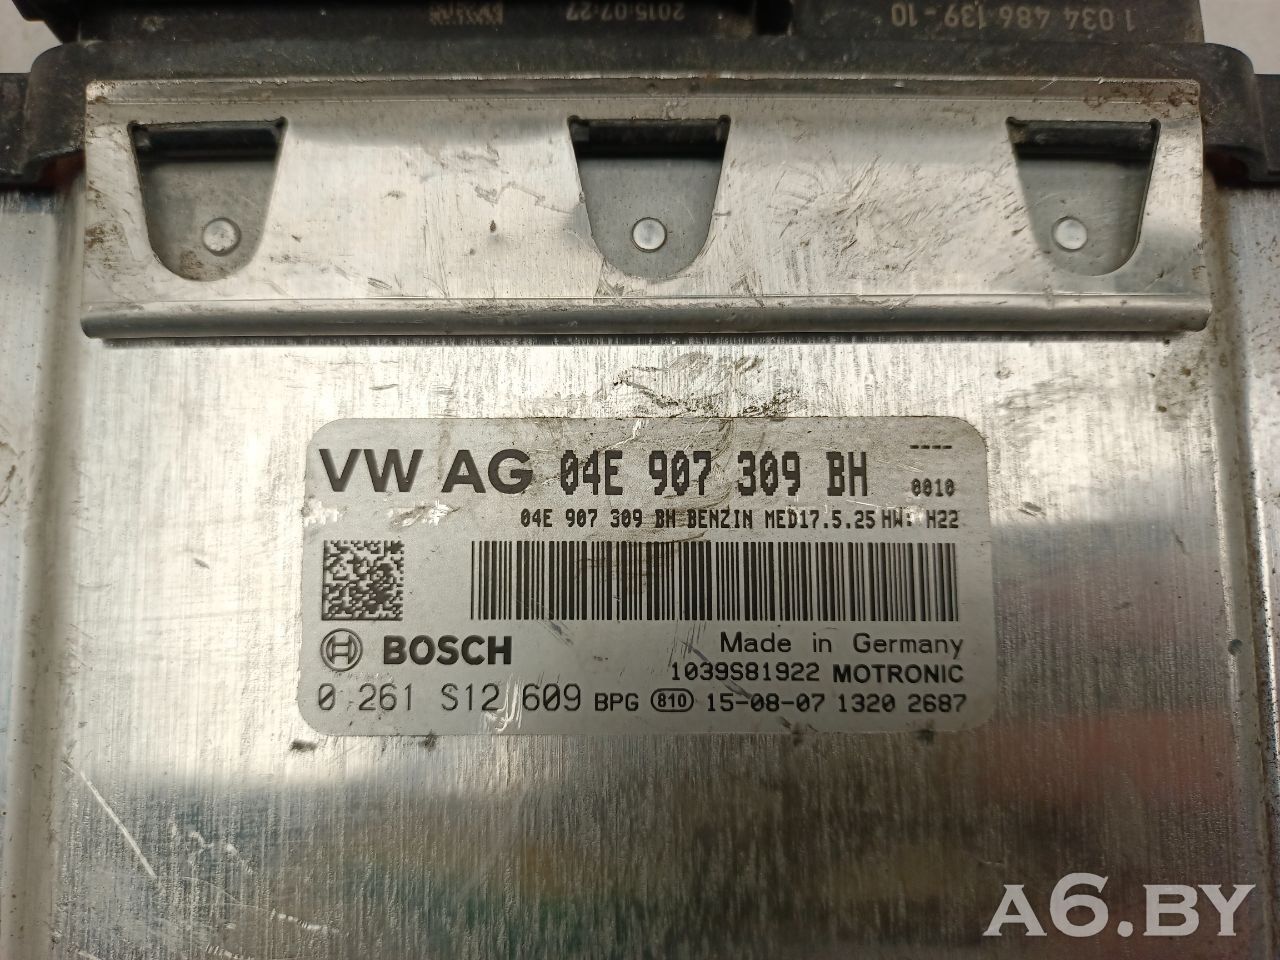 2015-07-27
1 034 486 139-10
VW AG 04E 907 309 BH
----
0010
04E 907 309 BH BENZIN MED17.5.25 HW: H22
BOSCH
Made in Germany
1039S81922 MOTRONIC
0 261 S12 609 BPG 810 15-08-07 1320 2687
A6.BY